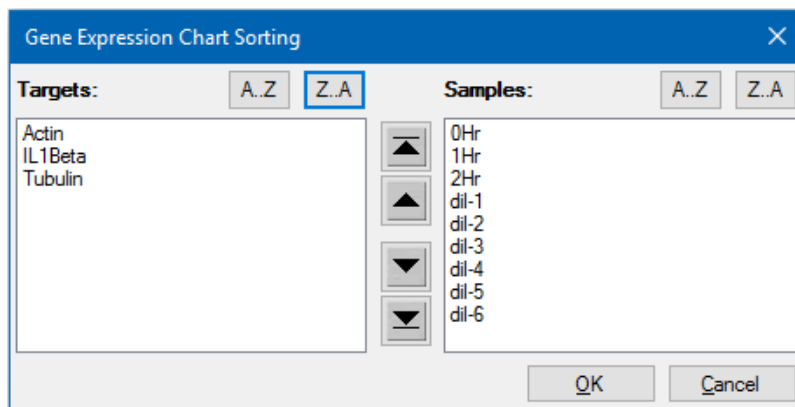 Gene Expression Chart Sorting
Targets: A..Z Z..A
Actin
IL1Beta
Tubulin
Samples: A..Z Z..A
0Hr
1Hr
2Hr
dil-1
dil-2
dil-3
dil-4
dil-5
dil-6
OK Cancel